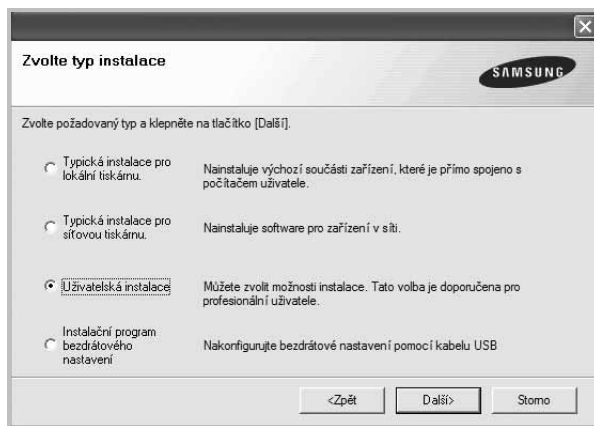 Zvolte typ instalace
SAMSUNG
Zvolte požadovaný typ a klepněte na tlačítko [Další].
Typická instalace pro
lokální tiskárnu.
Nainstaluje výchozí součásti zařízení, které je přímo spojeno s
počítačem uživatele.
Typická instalace pro
síťovou tiskárnu.
Nainstaluje software pro zařízení v síti.
Uživatelská instalace
Můžete zvolit možnosti instalace. Tato volba je doporučena pro
profesionální uživatele.
Instalační program
bezdrátového
nastavení
Nakonfigurujte bezdrátové nastavení pomocí kabelu USB
<Zpět
Další>
Storno